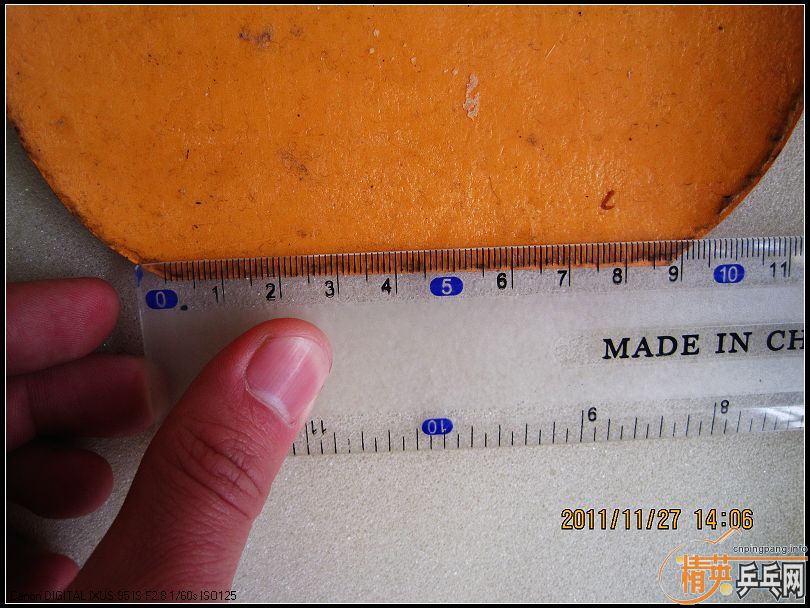 0 1 2 3 4 5 6 7 8 9 10 11
MADE IN CH
11 10 9 8
2011/11/27 14:06
cnpingpang.info
精英乒乓网
Canon DIGITAL IXUS 95 IS F2.8 1/60s ISO125